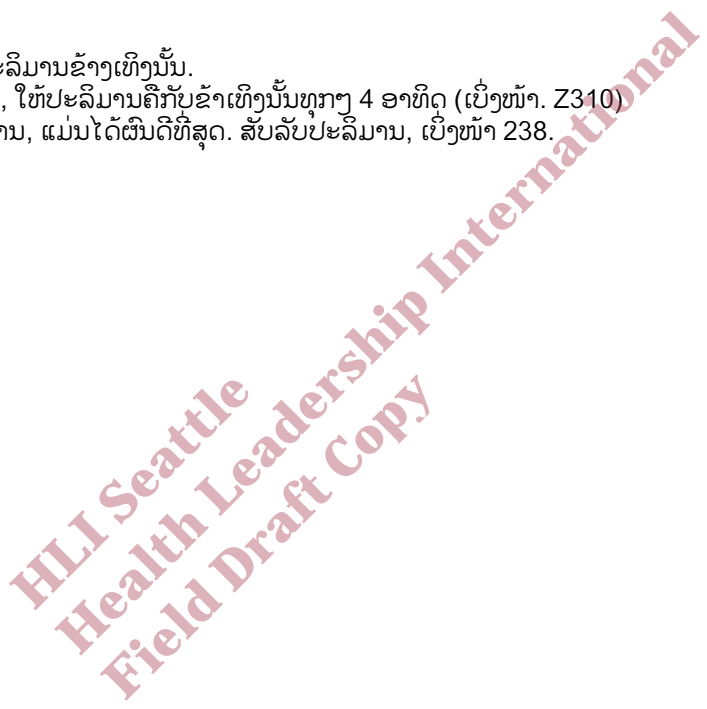 ະລິມານຂ້າງເທິງນັ້ນ.
, ໃຫ້ປະລິມານຄືກັບຂ້າເທິງນັ້ນທຸກໆ 4 ອາທິດ (ເບິ່ງໜ້າ. Z310)
ານ, ແມ່ນໄດ້ຜົນດີທີ່ສຸດ. ສັບລັບປະລິມານ, ເບິ່ງໜ້າ 238.
HLI Seattle
Health Leadership International
Field Draft Copy